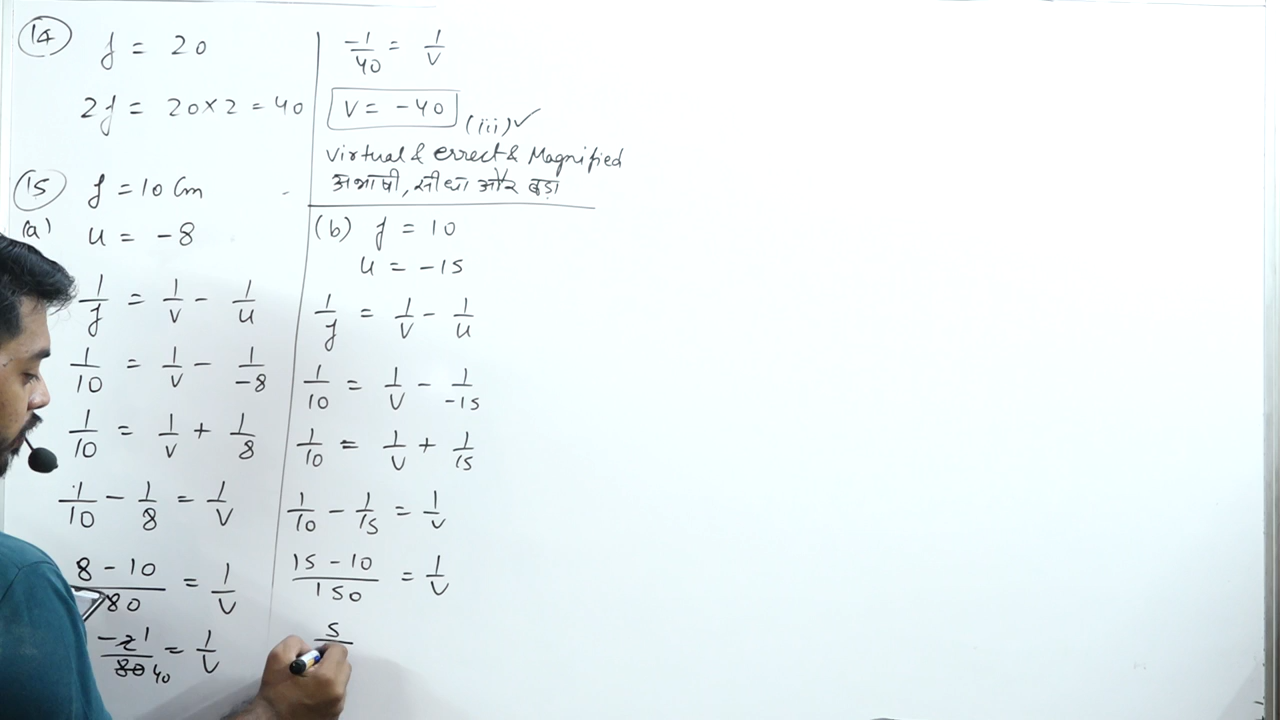 14
f = 20
2f = 20×2 = 40
15 f = 10 Cm
(a) u = -8
1/f = 1/v - 1/u
1/10 = 1/v - 1/-8
1/10 = 1/v + 1/8
1/10 - 1/8 = 1/v
8 - 10/80 = 1/v
-2 1/80 40 = 1/v
-1/40 = 1/v
v = -40 (iii)✓
virtual & errect & Magnified
अभाषी, सीधा और बड़ा
(b) f = 10
u = -15
1/f = 1/v - 1/u
1/10 = 1/v - 1/-15
1/10 = 1/v + 1/15
1/10 - 1/15 = 1/v
15 - 10/150 = 1/v
5